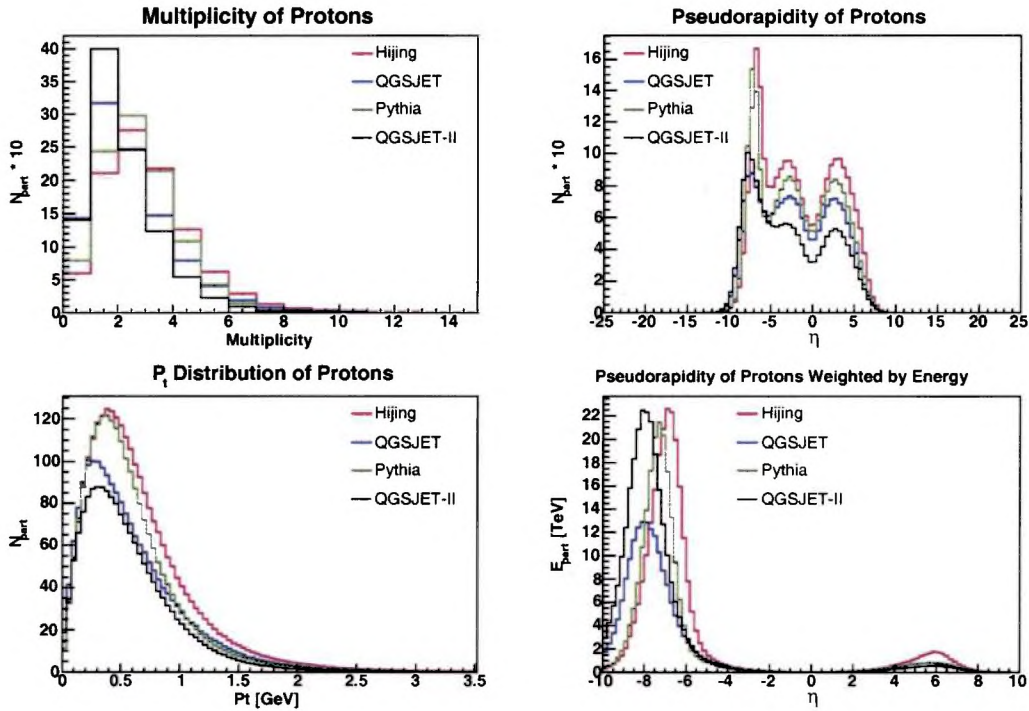 Multiplicity of Protons
N_part * 10
40
35
30
25
20
15
10
5
0
Hijing
QGSJET
Pythia
QGSJET-II
0 2 4 6 8 10 12 14
Multiplicity
Pseudorapidity of Protons
N_part * 10
16
14
12
10
8
6
4
2
0
Hijing
QGSJET
Pythia
QGSJET-II
-25 -20 -15 -10 -5 0 5 10 15 20 25
η
P_t Distribution of Protons
N_part
120
100
80
60
40
20
0
Hijing
QGSJET
Pythia
QGSJET-II
0 0.5 1 1.5 2 2.5 3 3.5
Pt [GeV]
Pseudorapidity of Protons Weighted by Energy
E_part [TeV]
22
20
18
16
14
12
10
8
6
4
2
0
Hijing
QGSJET
Pythia
QGSJET-II
-10 -8 -6 -4 -2 0 2 4 6 8 10
η